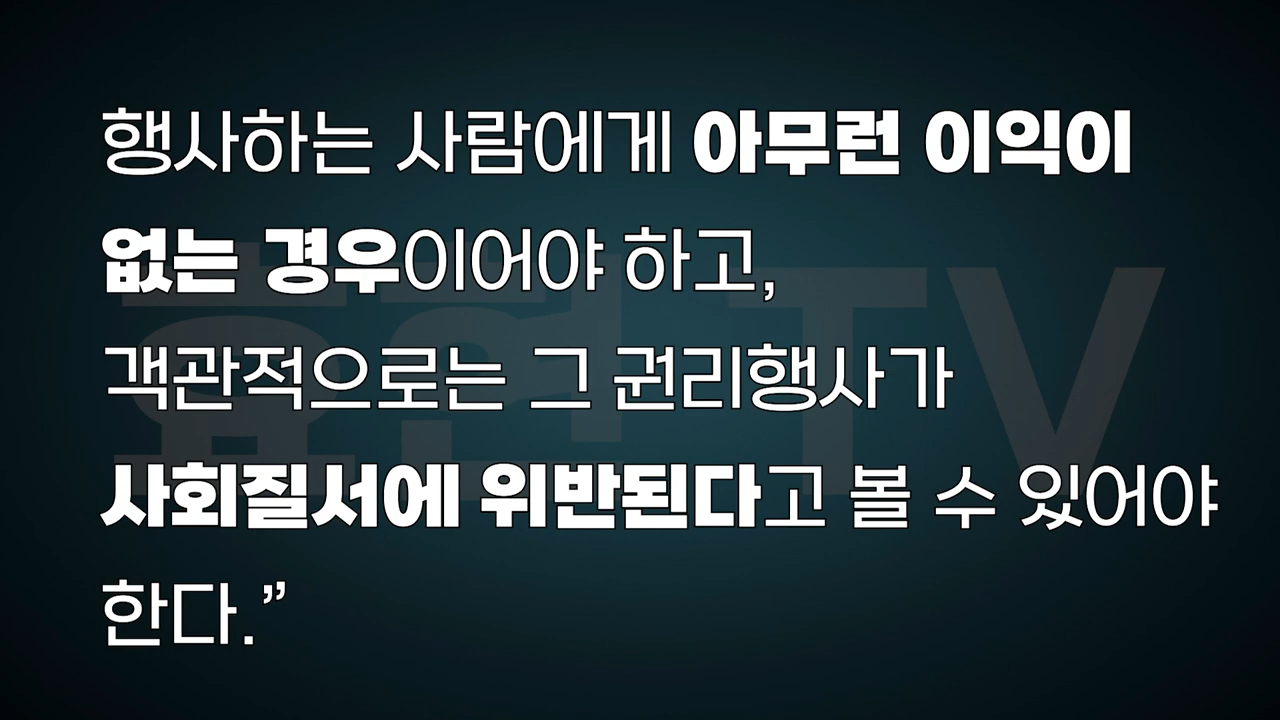 행사하는 사람에게 아무런 이익이
없는 경우이어야 하고,
객관적으로는 그 권리행사가
사회질서에 위반된다고 볼 수 있어야
한다.”
TV